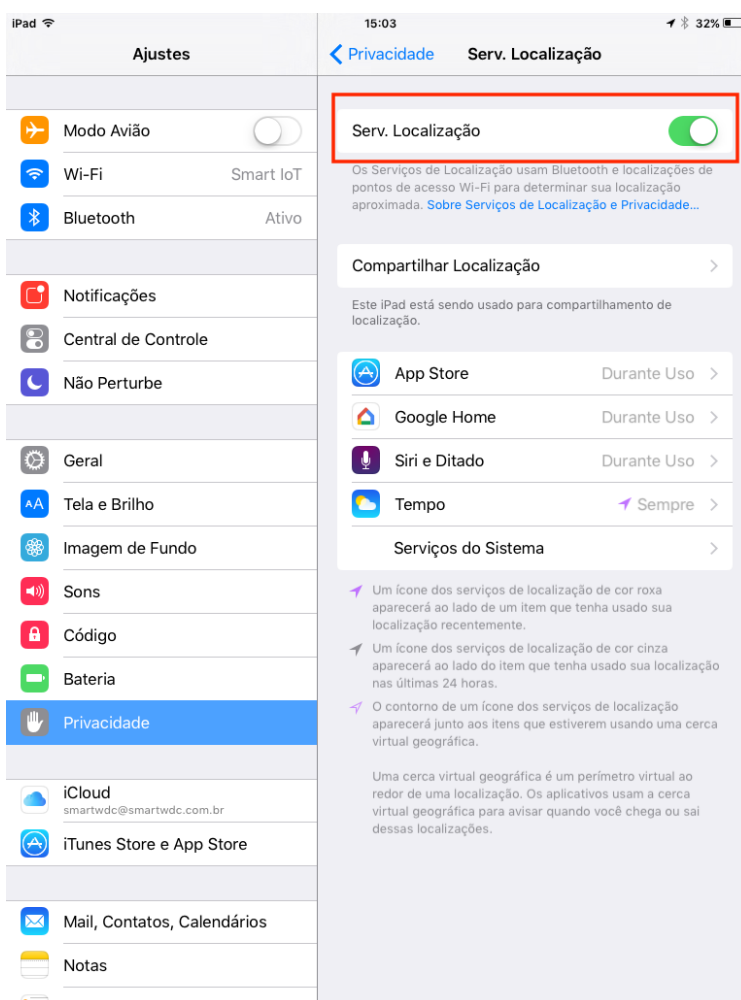 iPad
15:03
32%
Ajustes
Modo Avião
Wi-Fi
Smart IoT
Bluetooth
Ativo
Notificações
Central de Controle
Não Perturbe
Geral
AA
Tela e Brilho
Imagem de Fundo
Sons
Código
Bateria
Privacidade
iCloud
smartwdc@smartwdc.com.br
iTunes Store e App Store
Mail, Contatos, Calendários
Notas
Privacidade
Serv. Localização
Serv. Localização
Os Serviços de Localização usam Bluetooth e localizações de
pontos de acesso Wi-Fi para determinar sua localização
aproximada. Sobre Serviços de Localização e Privacidade...
Compartilhar Localização
Este iPad está sendo usado para compartilhamento de
localização.
App Store
Durante Uso
Google Home
Durante Uso
Siri e Ditado
Durante Uso
Tempo
Sempre
Serviços do Sistema
Um ícone dos serviços de localização de cor roxa
aparecerá ao lado de um item que tenha usado sua
localização recentemente.
Um ícone dos serviços de localização de cor cinza
aparecerá ao lado do item que tenha usado sua localização
nas últimas 24 horas.
O contorno de um ícone dos serviços de localização
aparecerá junto aos itens que estiverem usando uma cerca
virtual geográfica.
Uma cerca virtual geográfica é um perímetro virtual ao
redor de uma localização. Os aplicativos usam a cerca
virtual geográfica para avisar quando você chega ou sai
dessas localizações.